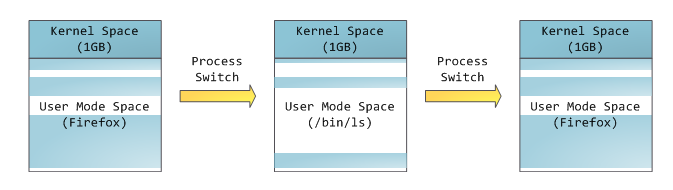 Kernel Space
(1GB)
User Mode Space
(Firefox)
Process
Switch
Kernel Space
(1GB)
User Mode Space
(/bin/ls)
Process
Switch
Kernel Space
(1GB)
User Mode Space
(Firefox)